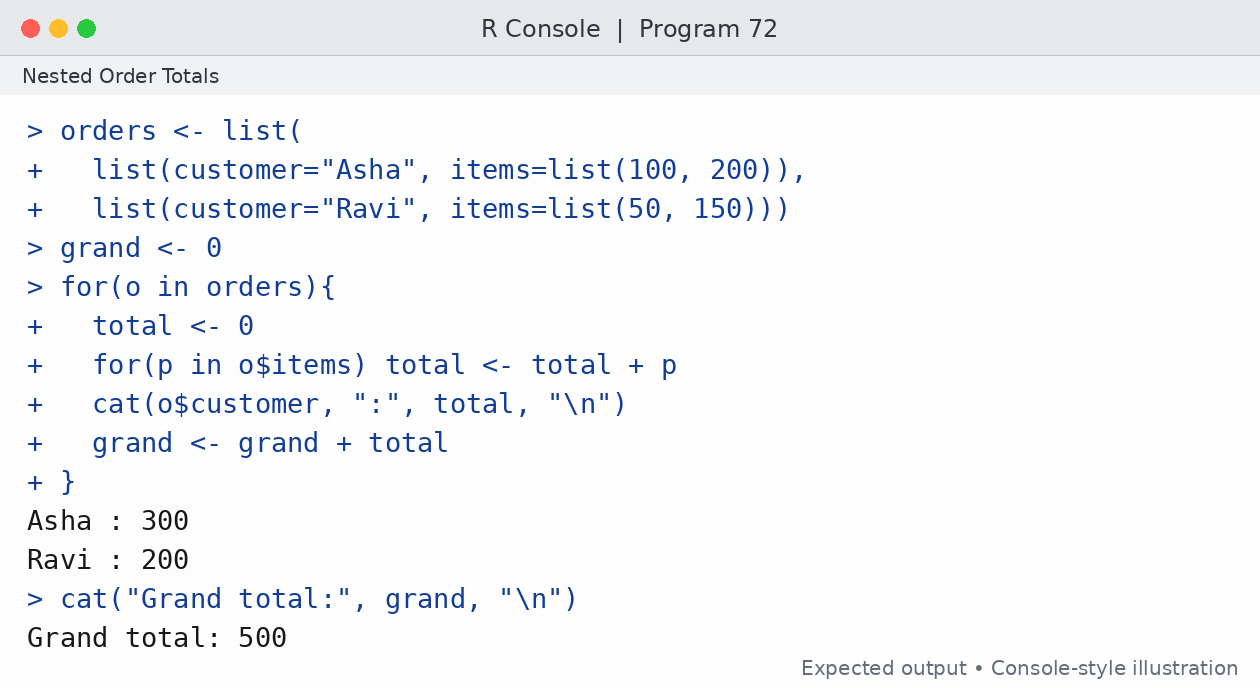 R Console | Program 72
Nested Order Totals
> orders <- list(
+   list(customer="Asha", items=list(100, 200)),
+   list(customer="Ravi", items=list(50, 150)))
> grand <- 0
> for(o in orders){
+   total <- 0
+   for(p in o$items) total <- total + p
+   cat(o$customer, ":", total, "\n")
+   grand <- grand + total
+ }
Asha : 300
Ravi : 200
> cat("Grand total:", grand, "\n")
Grand total: 500
Expected output • Console-style illustration